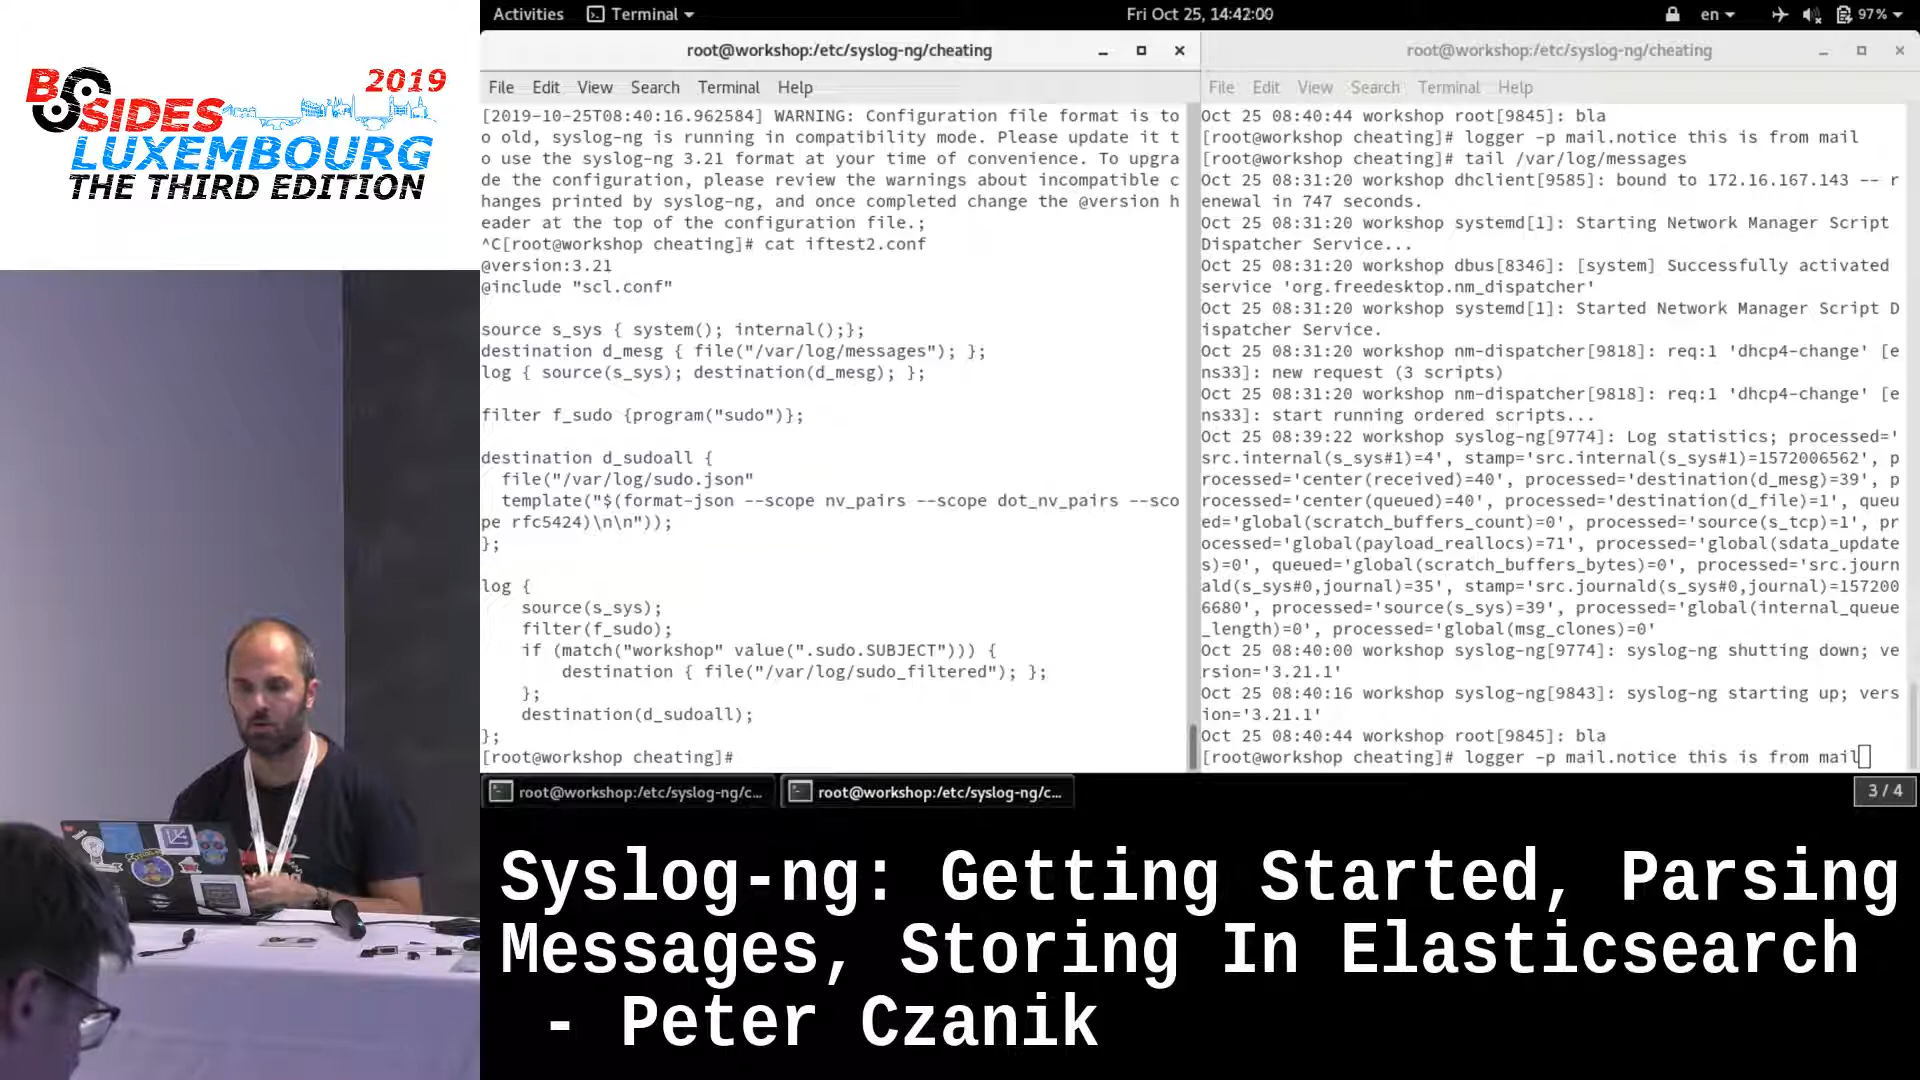 2019
BSIDES
LUXEMBOURG
THE THIRD EDITION
Activities
Terminal
Fri Oct 25, 14:42:00
en
97%
root@workshop:/etc/syslog-ng/cheating
File Edit View Search Terminal Help
[2019-10-25T08:40:16.962584] WARNING: Configuration file format is to
o old, syslog-ng is running in compatibility mode. Please update it t
o use the syslog-ng 3.21 format at your time of convenience. To upgra
de the configuration, please review the warnings about incompatible c
hanges printed by syslog-ng, and once completed change the @version h
eader at the top of the configuration file.;
^C[root@workshop cheating]# cat iftest2.conf
@version:3.21
@include "scl.conf"
source s_sys { system(); internal();};
destination d_mesg { file("/var/log/messages"); };
log { source(s_sys); destination(d_mesg); };
filter f_sudo {program("sudo")};
destination d_sudoall {
file("/var/log/sudo.json"
template("$(format-json --scope nv_pairs --scope dot_nv_pairs --sco
pe rfc5424)\n\n"));
};
log {
source(s_sys);
filter(f_sudo);
if (match("workshop" value(".sudo.SUBJECT"))) {
destination { file("/var/log/sudo_filtered"); };
};
destination(d_sudoall);
};
[root@workshop cheating]#
root@workshop:/etc/syslog-ng/cheating
File Edit View Search Terminal Help
Oct 25 08:40:44 workshop root[9845]: bla
[root@workshop cheating]# logger -p mail.notice this is from mail
[root@workshop cheating]# tail /var/log/messages
Oct 25 08:31:20 workshop dhclient[9585]: bound to 172.16.167.143 -- r
enewal in 747 seconds.
Oct 25 08:31:20 workshop systemd[1]: Starting Network Manager Script
Dispatcher Service...
Oct 25 08:31:20 workshop dbus[8346]: [system] Successfully activated
service 'org.freedesktop.nm_dispatcher'
Oct 25 08:31:20 workshop systemd[1]: Started Network Manager Script D
ispatcher Service.
Oct 25 08:31:20 workshop nm-dispatcher[9818]: req:1 'dhcp4-change' [e
ns33]: new request (3 scripts)
Oct 25 08:31:20 workshop nm-dispatcher[9818]: req:1 'dhcp4-change' [e
ns33]: start running ordered scripts...
Oct 25 08:39:22 workshop syslog-ng[9774]: Log statistics; processed='
src.internal(s_sys#1)=4', stamp='src.internal(s_sys#1)=1572006562', p
rocessed='center(received)=40', processed='destination(d_mesg)=39', p
rocessed='center(queued)=40', processed='destination(d_file)=1', queu
ed='global(scratch_buffers_count)=0', processed='source(s_tcp)=1', pr
ocessed='global(payload_reallocs)=71', processed='global(sdata_update
s)=0', queued='global(scratch_buffers_bytes)=0', processed='src.journ
ald(s_sys#0,journal)=35', stamp='src.journald(s_sys#0,journal)=157200
6680', processed='source(s_sys)=39', processed='global(internal_queue
_length)=0', processed='global(msg_clones)=0'
Oct 25 08:40:00 workshop syslog-ng[9774]: syslog-ng shutting down; ve
rsion='3.21.1'
Oct 25 08:40:16 workshop syslog-ng[9843]: syslog-ng starting up; vers
ion='3.21.1'
Oct 25 08:40:44 workshop root[9845]: bla
[root@workshop cheating]# logger -p mail.notice this is from mail
root@workshop:/etc/syslog-ng/c...
root@workshop:/etc/syslog-ng/c...
3 / 4
Syslog-ng: Getting Started, Parsing
Messages, Storing In Elasticsearch
- Peter Czanik